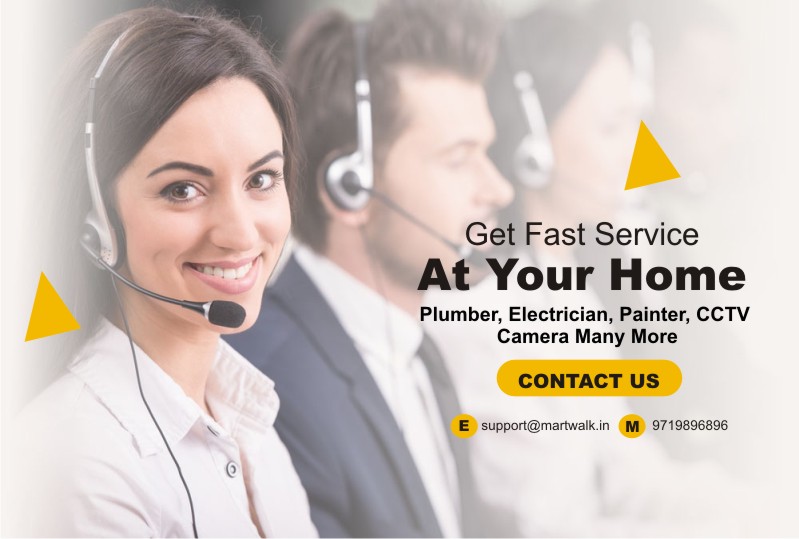 Get Fast Service
At Your Home
Plumber, Electrician, Painter, CCTV
Camera Many More
CONTACT US
E support@martwalk.in M 9719896896